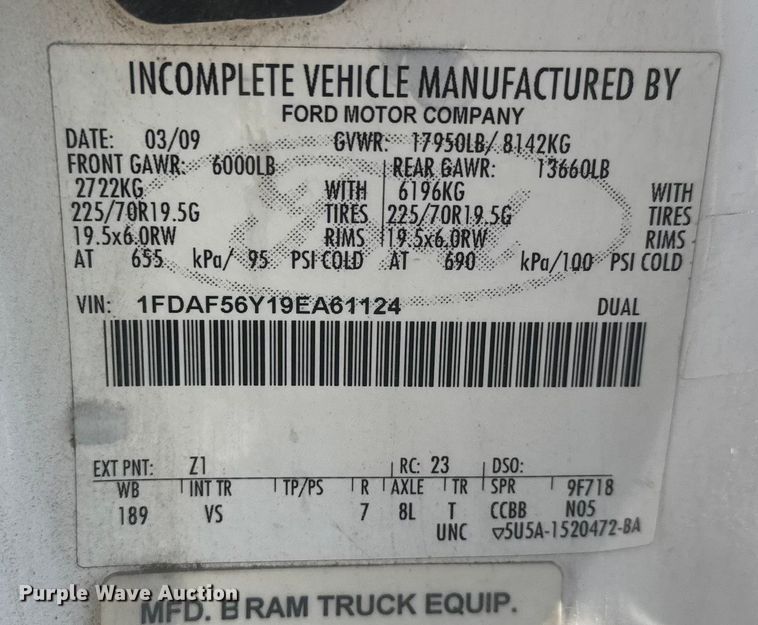 INCOMPLETE VEHICLE MANUFACTURED BY
FORD MOTOR COMPANY
DATE: 03/09 GVWR: 17950LB/ 8142KG
FRONT GAWR: 6000LB REAR GAWR: 13660LB
2722KG WITH 6196KG WITH
225/70R19.5G TIRES 225/70R19.5G TIRES
19.5x6.0RW RIMS 19.5x6.0RW RIMS
AT 655 kPa/ 95 PSI COLD AT 690 kPa/100 PSI COLD
VIN: 1FDAF56Y19EA61124 DUAL
EXT PNT: Z1 RC: 23 DSO:
WB INT TR TP/PS R AXLE TR SPR 9F718
189 VS 7 8L T CCBB N05
UNC ▽5U5A-1520472-BA
Purple Wave Auction
MFD. B RAM TRUCK EQUIP.